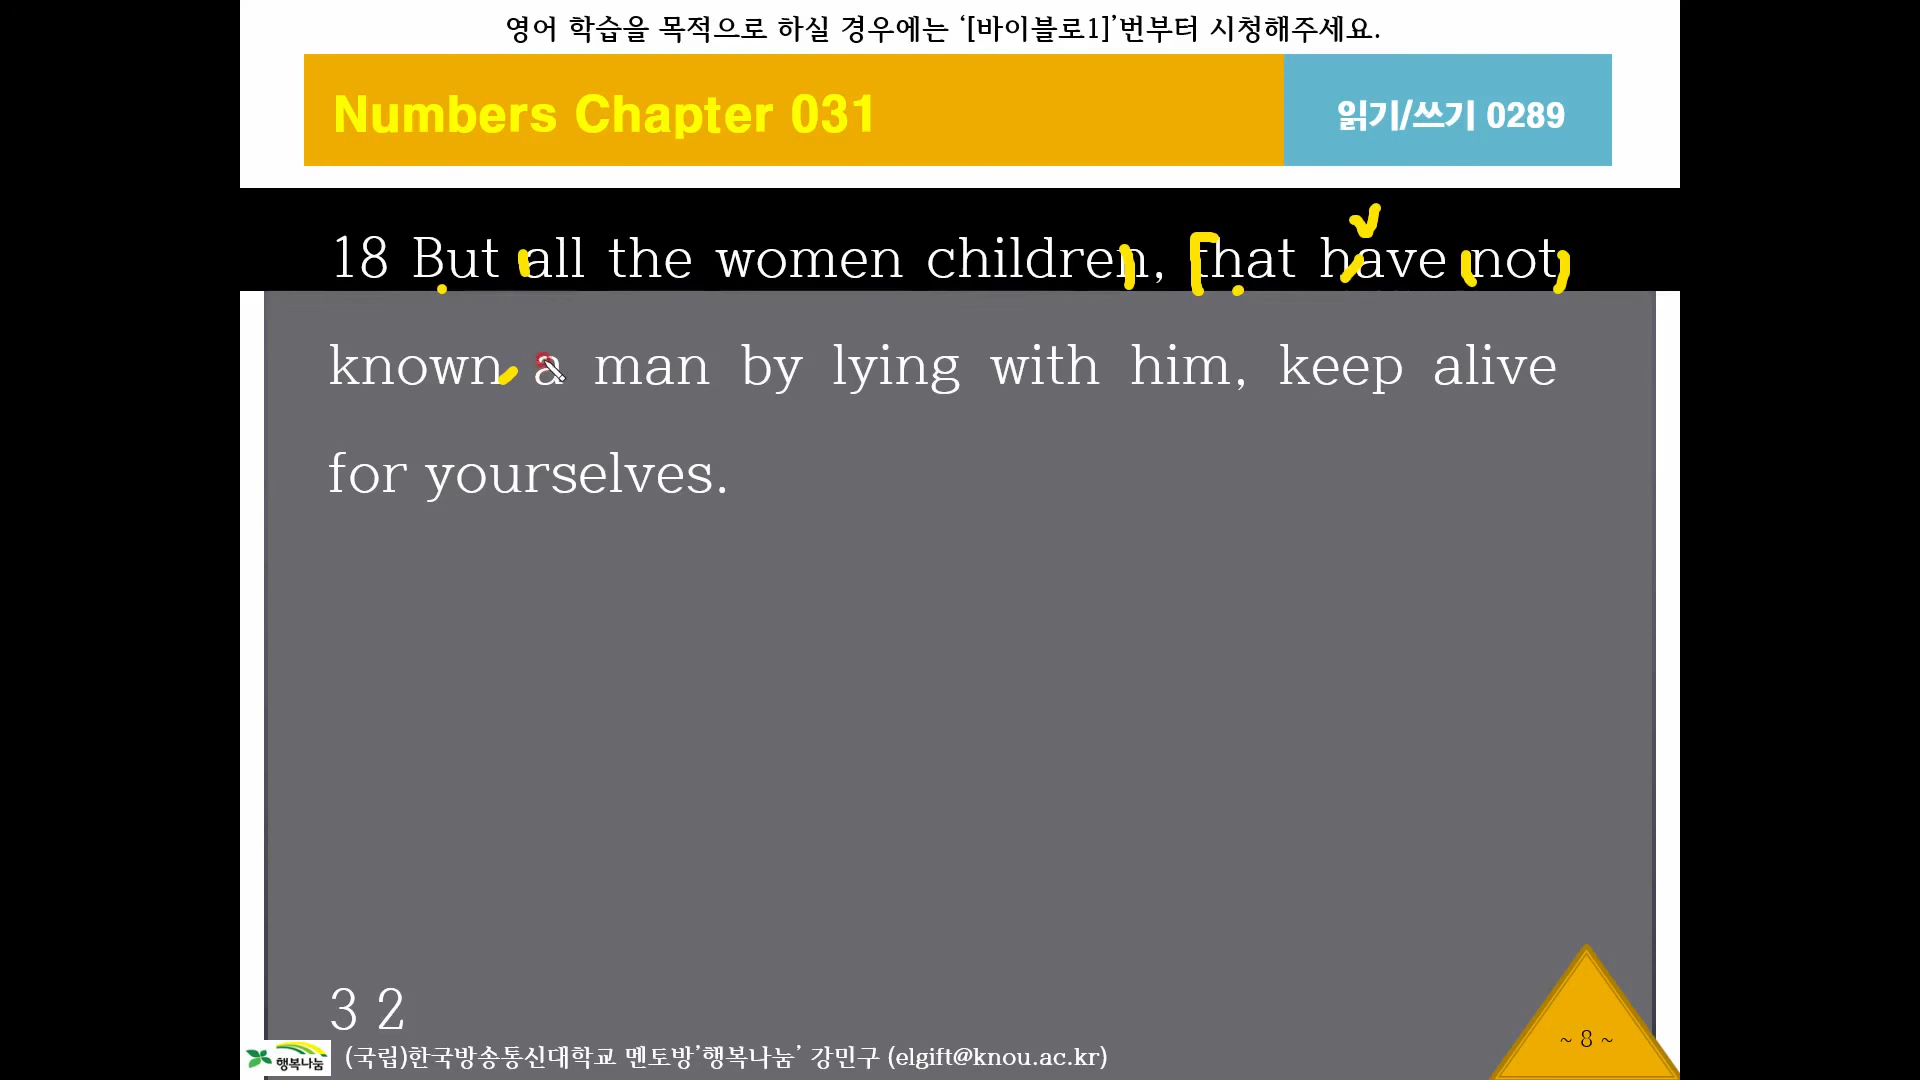 영어 학습을 목적으로 하실 경우에는 ‘[바이블로1]’번부터 시청해주세요.
Numbers Chapter 031
읽기/쓰기 0289
18 But all the women children, that have not
known a man by lying with him, keep alive
for yourselves.
3 2
~ 8 ~
행복나눔
(국립)한국방송통신대학교 멘토방’행복나눔’ 강민구 (elgift@knou.ac.kr)